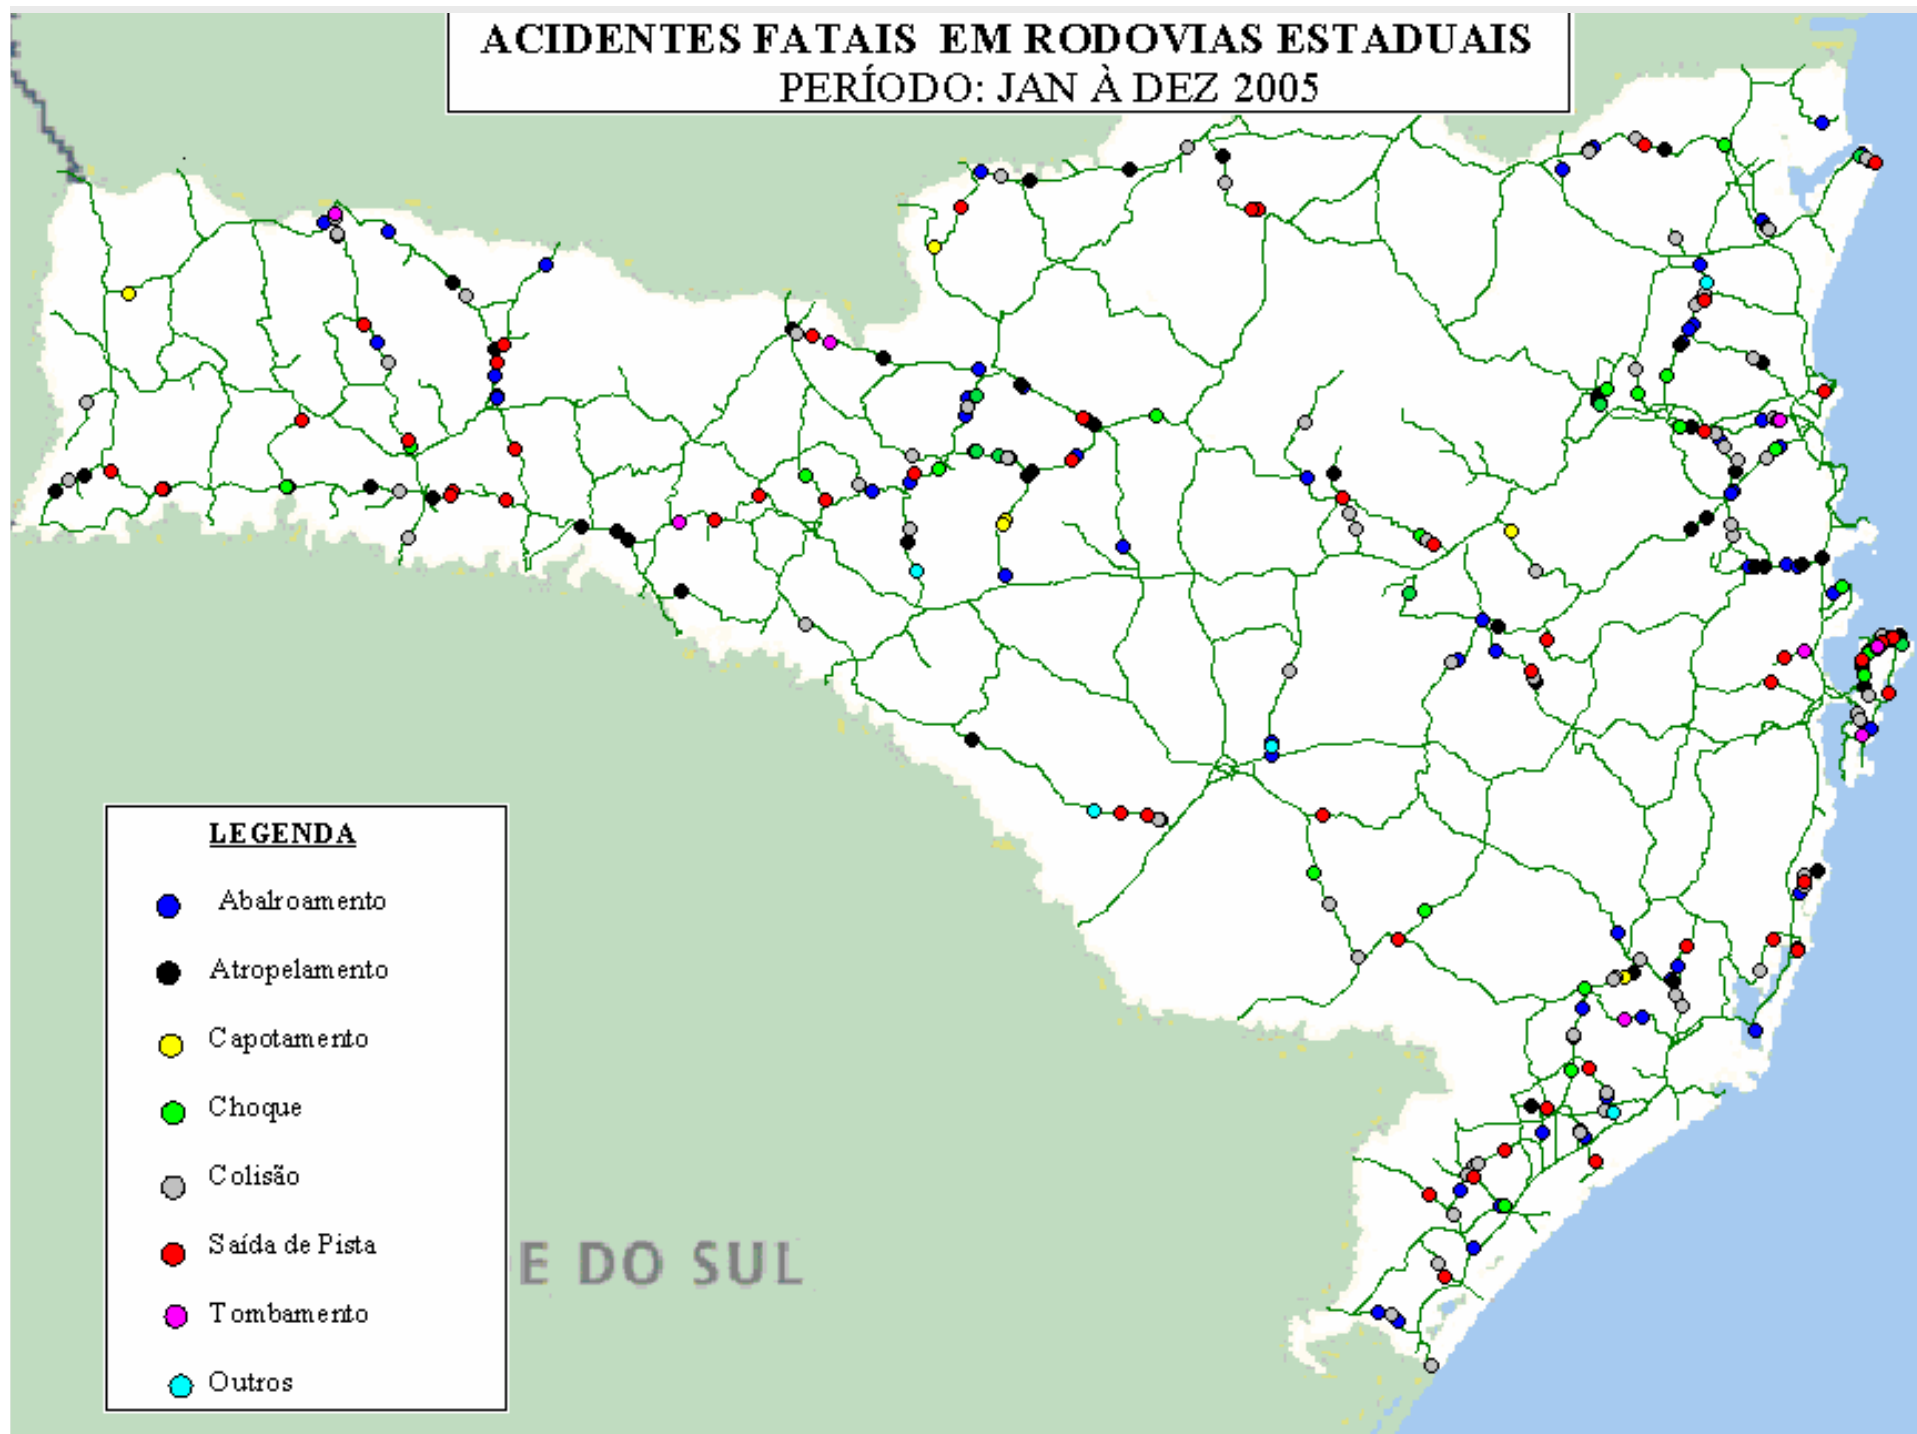 ACIDENTES FATAIS EM RODOVIAS ESTADUAIS
PERÍODO: JAN À DEZ 2005
LEGENDA
Abalroamento
Atropelamento
Capotamento
Choque
Colisão
Saída de Pista
Tombamento
Outros
E DO SUL